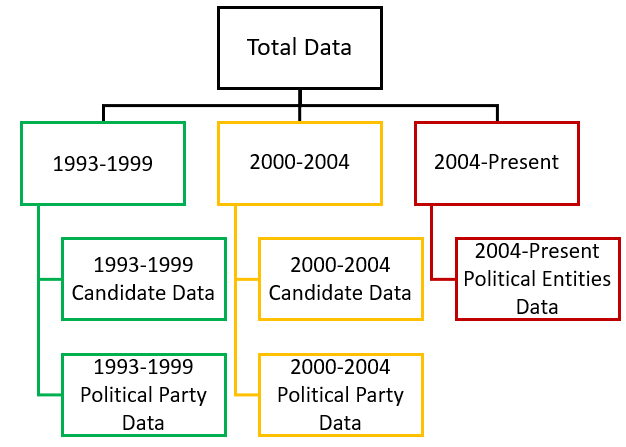 Total Data
1993-1999
2000-2004
2004-Present
1993-1999
Candidate Data
2000-2004
Candidate Data
2004-Present
Political Entities
Data
1993-1999
Political Party
Data
2000-2004
Political Party
Data